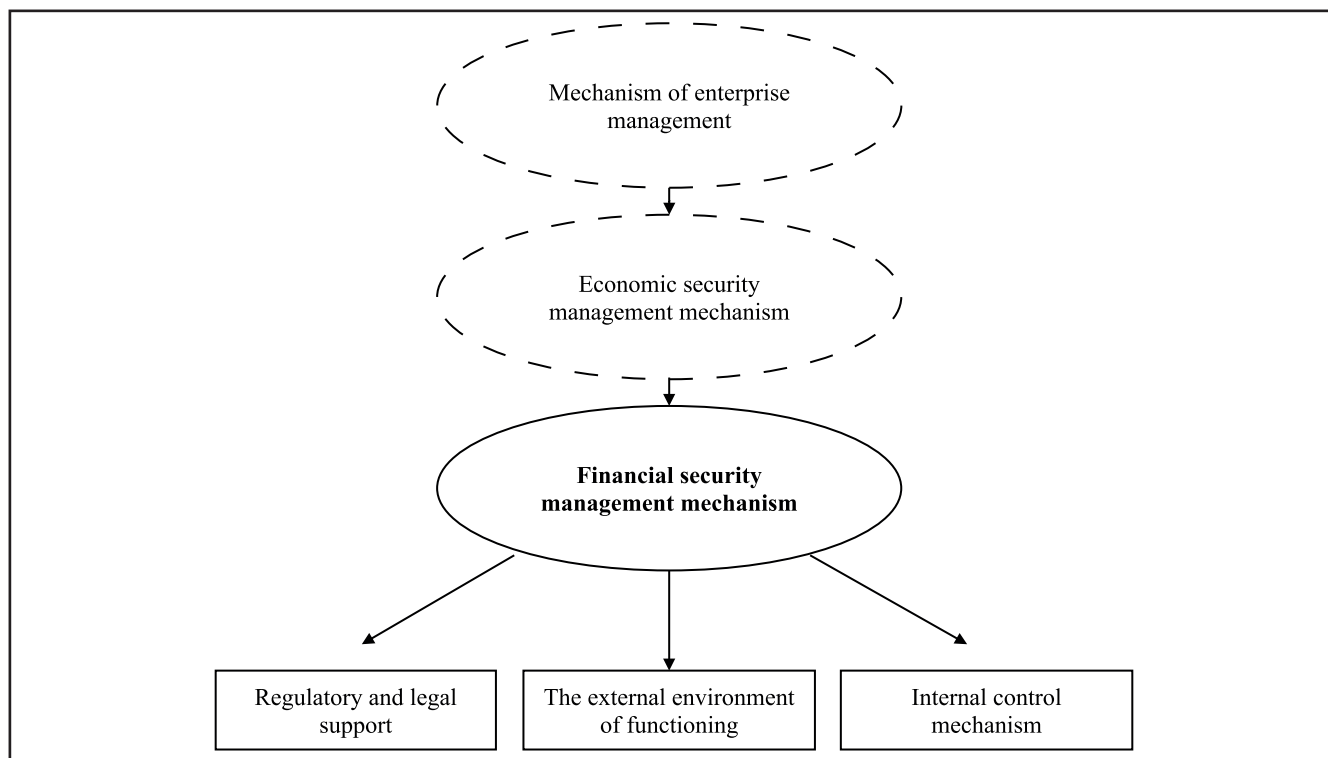 Mechanism of enterprise
management
Economic security
management mechanism
Financial security
management mechanism
Regulatory and legal
support
The external environment
of functioning
Internal control
mechanism